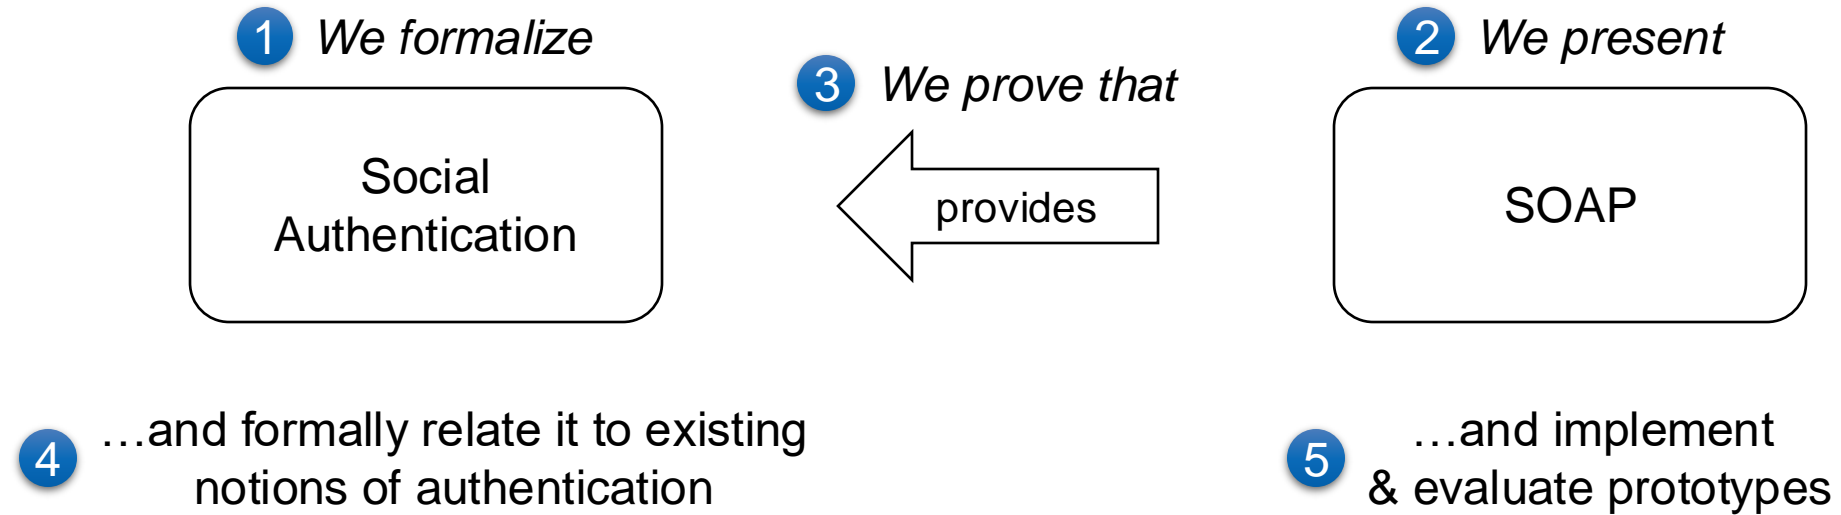 1 We formalize
Social
Authentication
3 We prove that
provides
2 We present
SOAP
4 …and formally relate it to existing
notions of authentication
5 …and implement
& evaluate prototypes